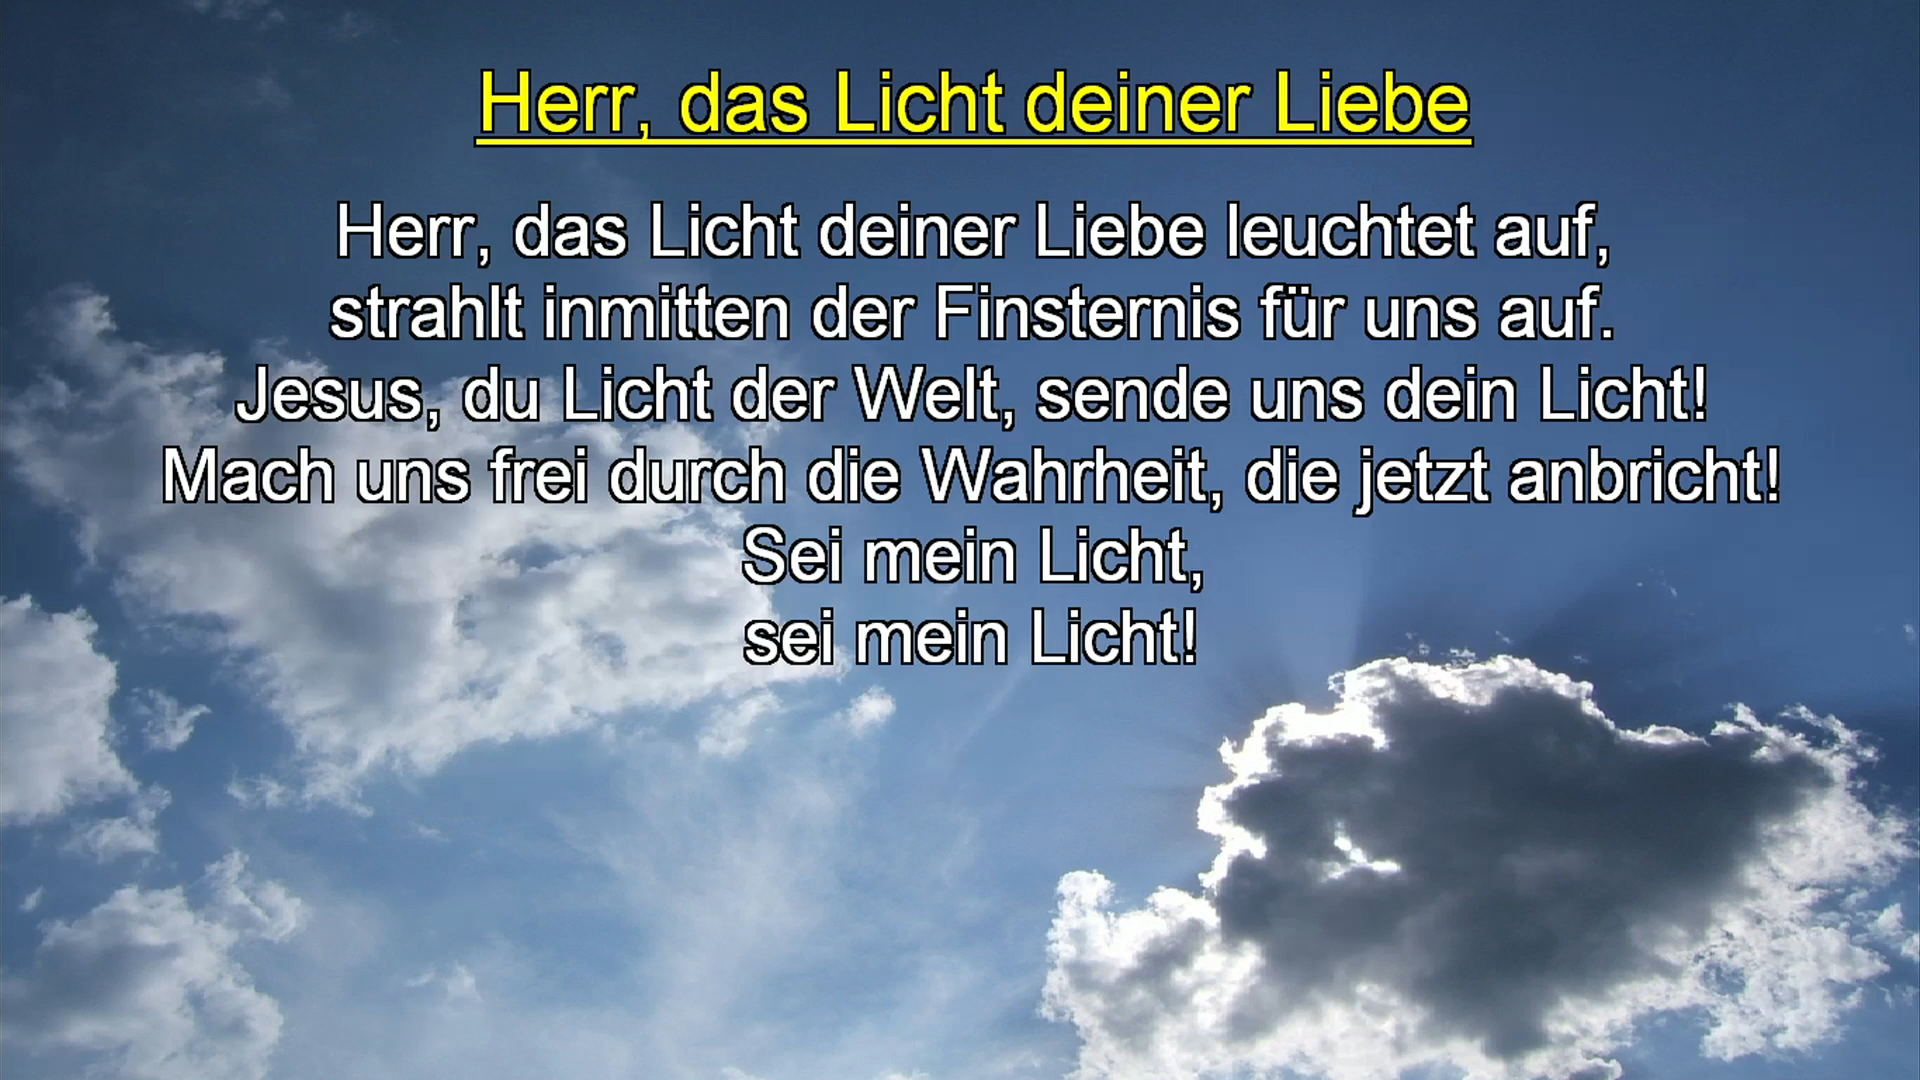 Herr, das Licht deiner Liebe
Herr, das Licht deiner Liebe leuchtet auf,
strahlt inmitten der Finsternis für uns auf.
Jesus, du Licht der Welt, sende uns dein Licht!
Mach uns frei durch die Wahrheit, die jetzt anbricht!
Sei mein Licht,
sei mein Licht!